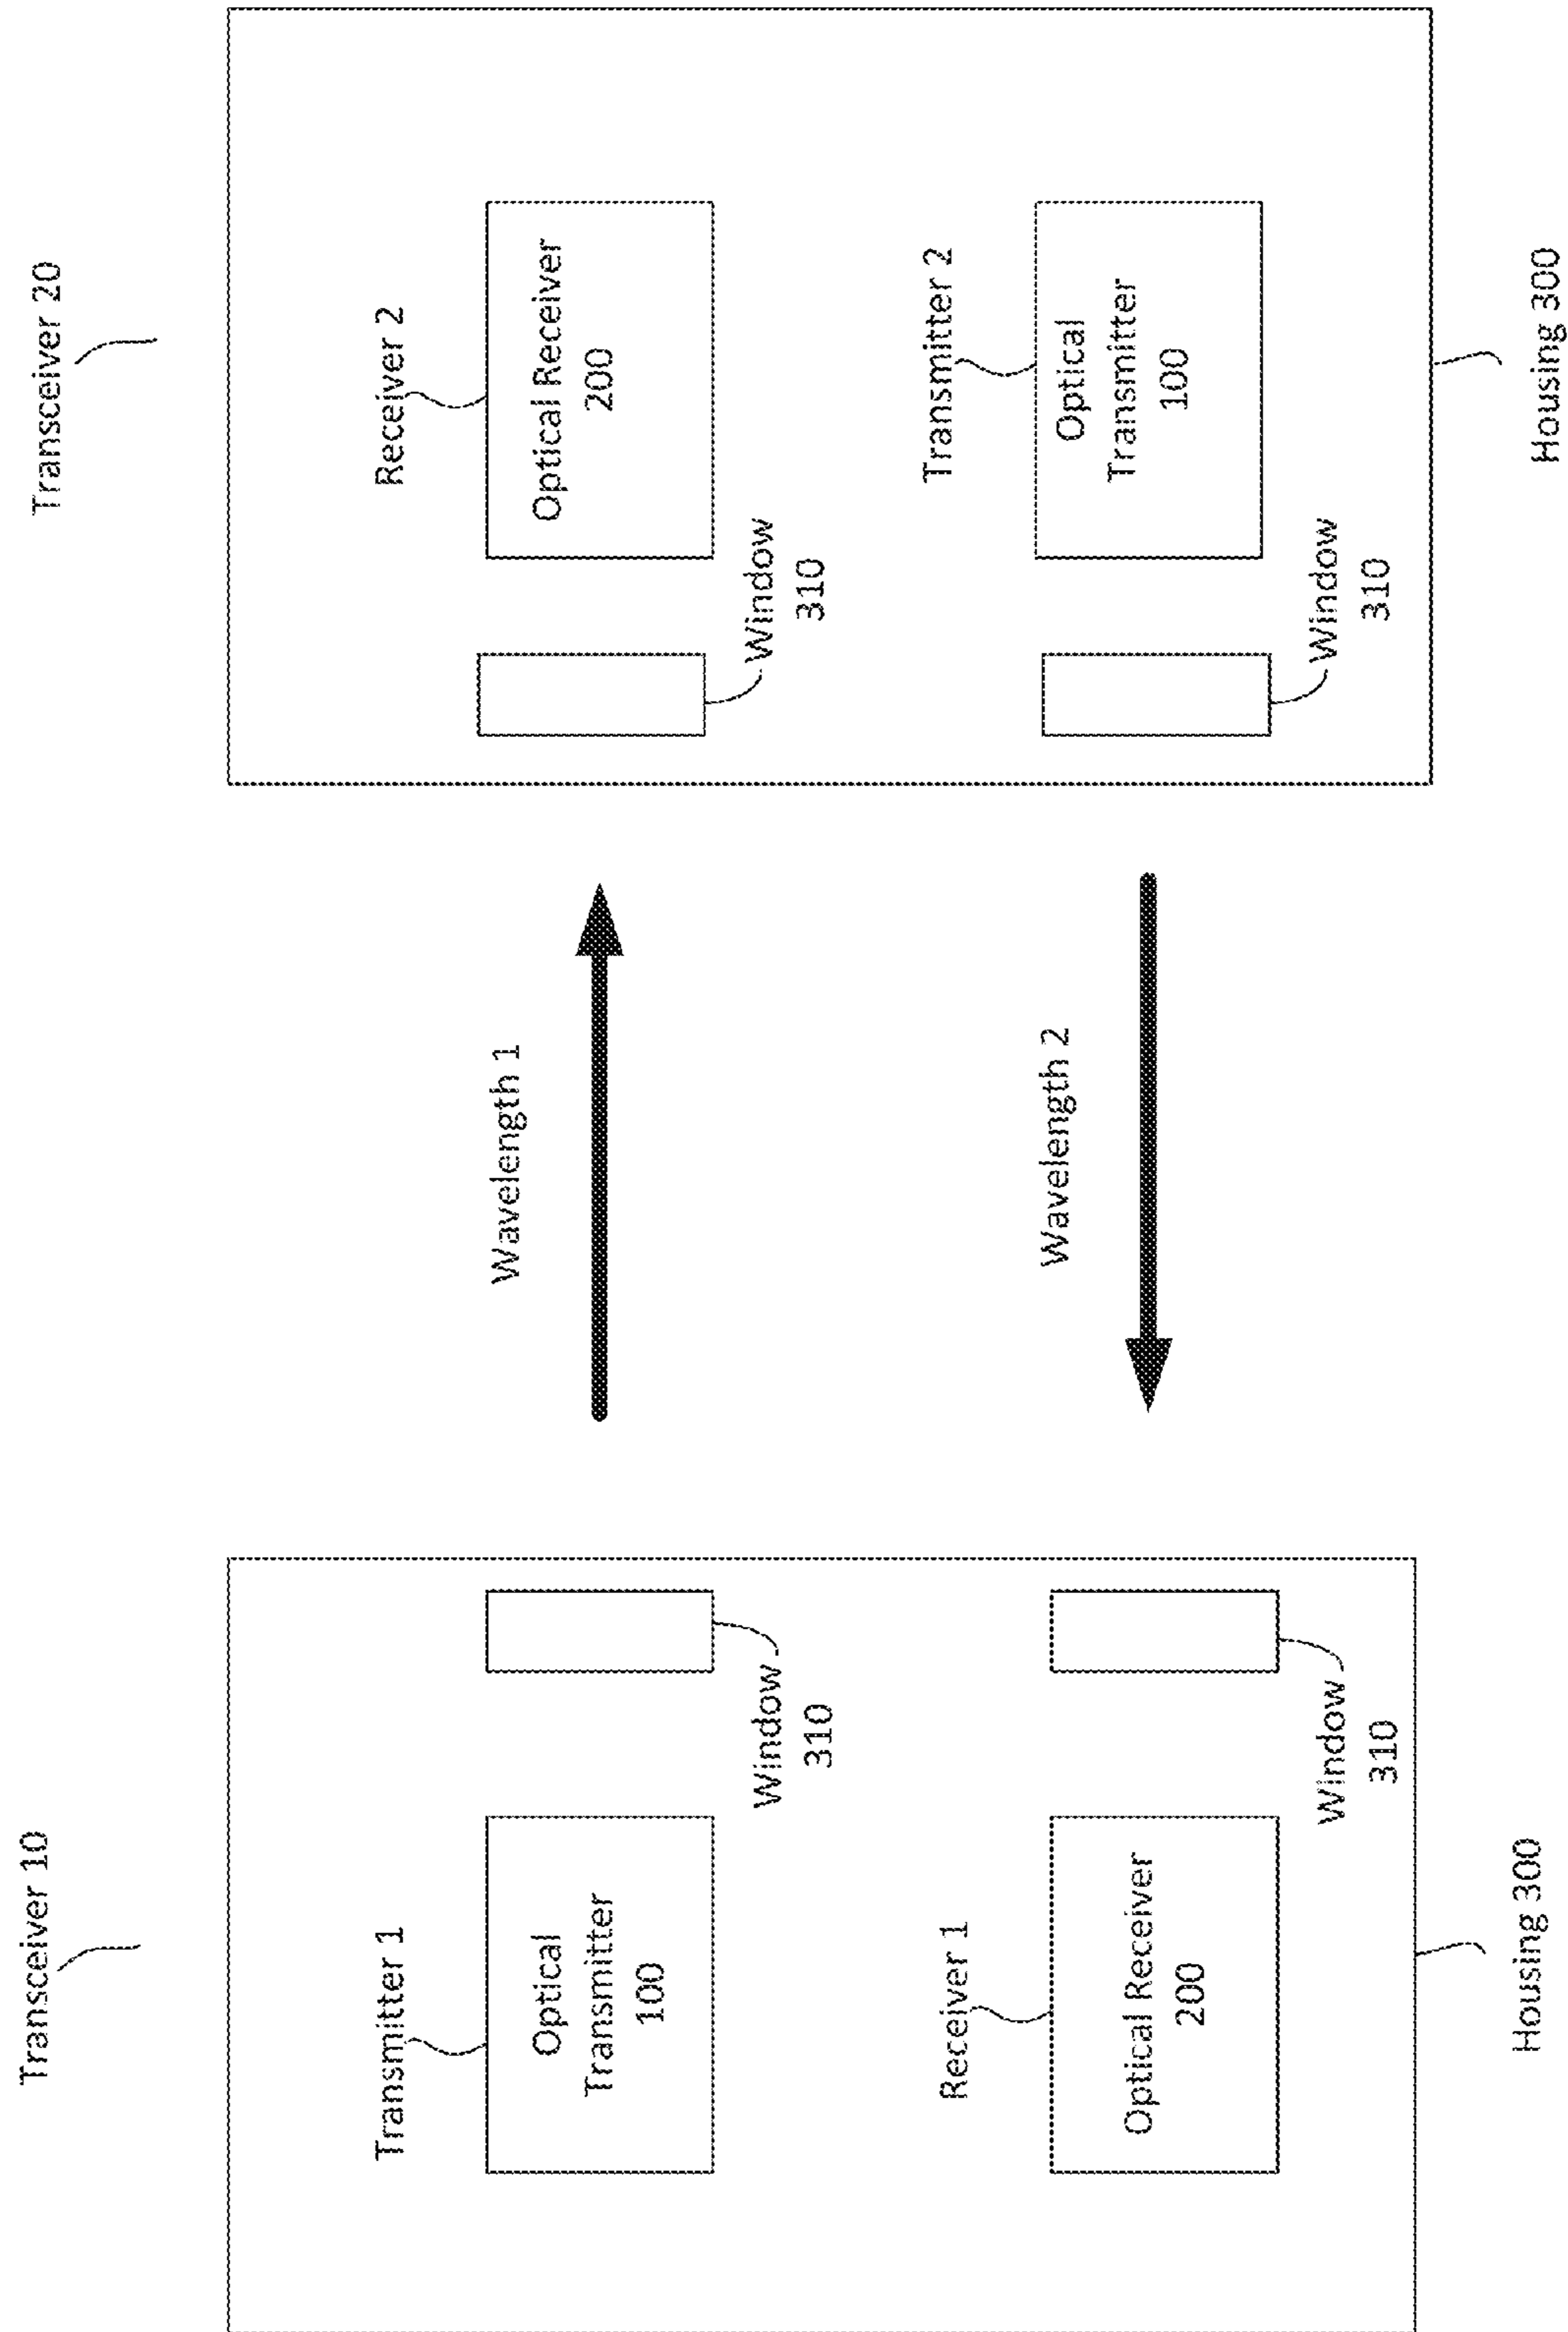 Transceiver 10
Transmitter 1
Optical
Transmitter
100
Window
310
Receiver 1
Optical Receiver
200
Window
310
Housing 300
Wavelength 1
Wavelength 2
Transceiver 20
Receiver 2
Optical Receiver
200
Window
310
Transmitter 2
Optical
Transmitter
100
Window
310
Housing 300